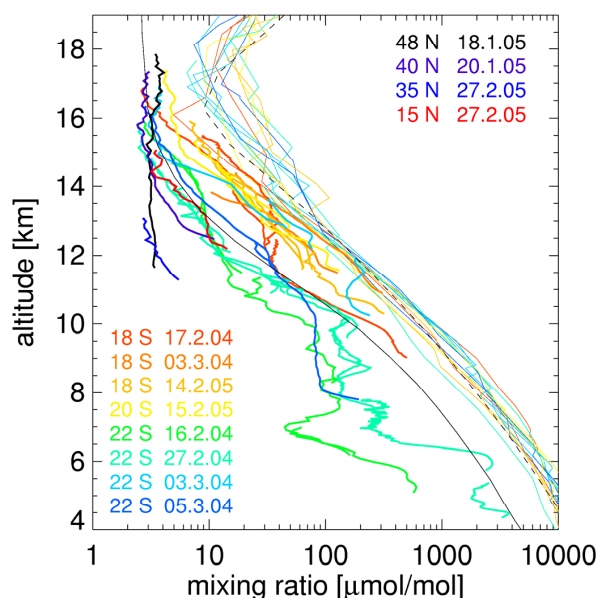 48 N 18.1.05
40 N 20.1.05
35 N 27.2.05
15 N 27.2.05
18 S 17.2.04
18 S 03.3.04
18 S 14.2.05
20 S 15.2.05
22 S 16.2.04
22 S 27.2.04
22 S 03.3.04
22 S 05.3.04
altitude [km]
18
16
14
12
10
8
6
4
1 10 100 1000 10000
mixing ratio [μmol/mol]